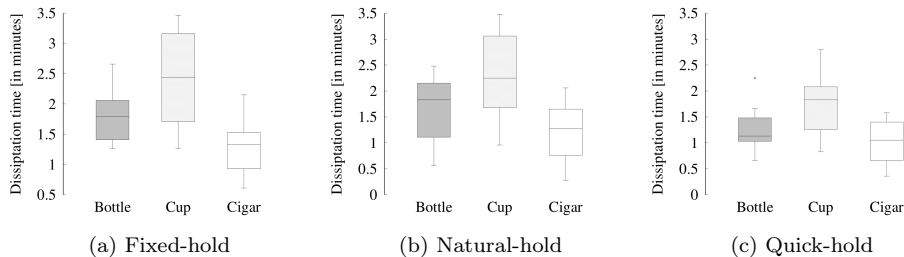 Dissiptation time [in minutes]
3.5
3
2.5
2
1.5
1
0.5
Bottle Cup Cigar
(a) Fixed-hold
Dissiptation time [in minutes]
3.5
3
2.5
2
1.5
1
0.5
0
Bottle Cup Cigar
(b) Natural-hold
Dissiptation time [in minutes]
3.5
3
2.5
2
1.5
1
0.5
0
Bottle Cup Cigar
(c) Quick-hold